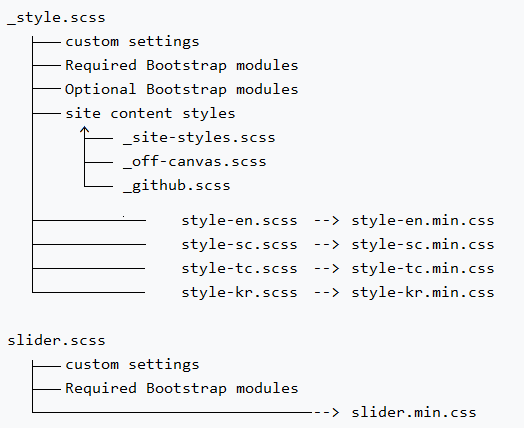 _style.scss
custom settings
Required Bootstrap modules
Optional Bootstrap modules
site content styles
_site-styles.scss
_off-canvas.scss
_github.scss
style-en.scss --> style-en.min.css
style-sc.scss --> style-sc.min.css
style-tc.scss --> style-tc.min.css
style-kr.scss --> style-kr.min.css
slider.scss
custom settings
Required Bootstrap modules
--> slider.min.css